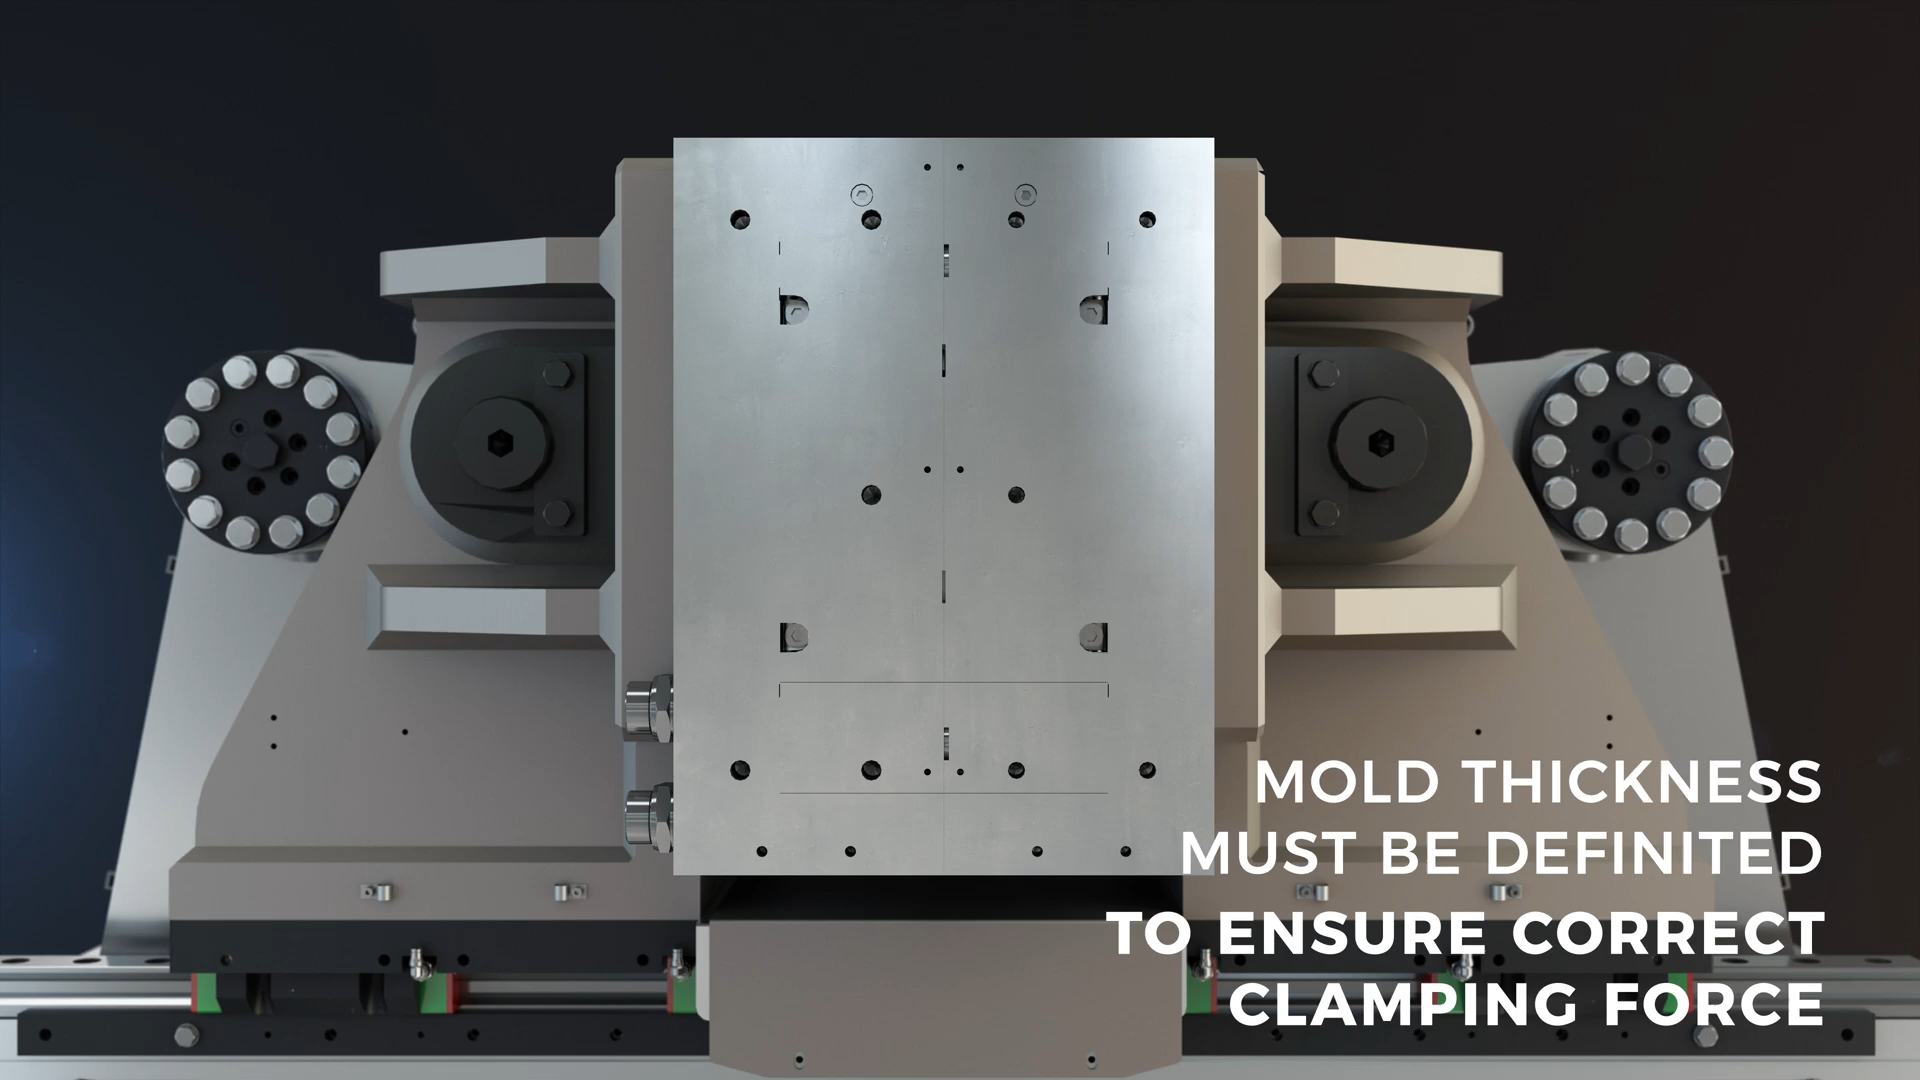 MOLD THICKNESS
MUST BE DEFINITED
TO ENSURE CORRECT
CLAMPING FORCE